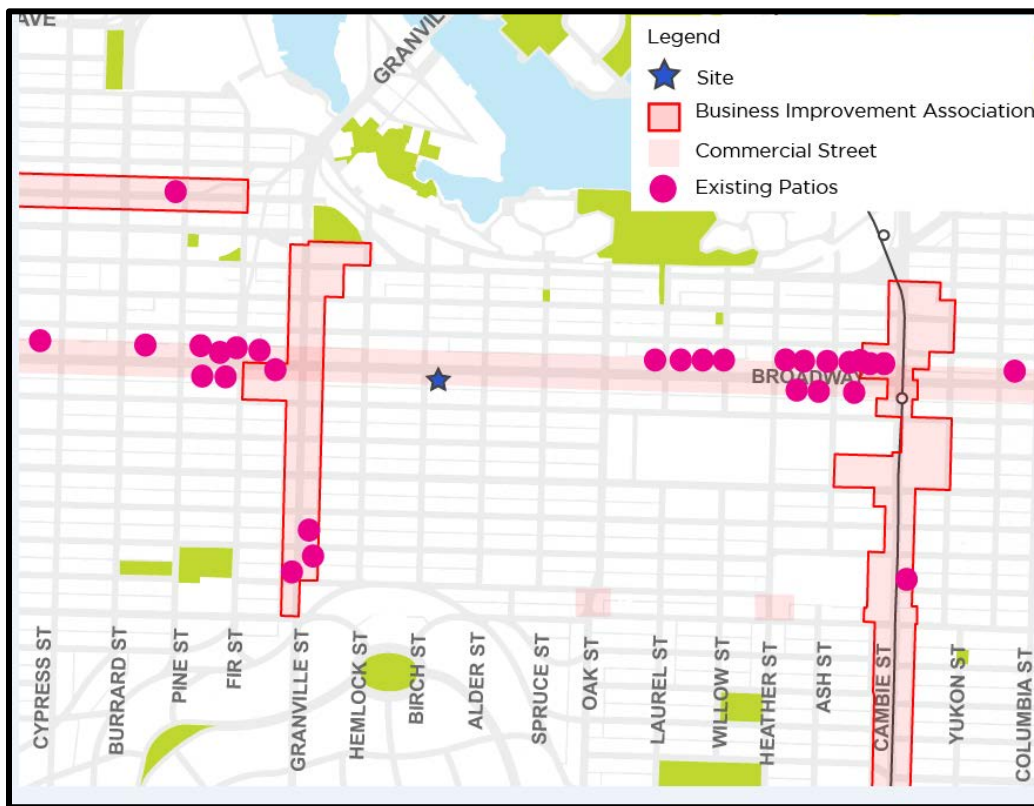 AVE
GRANVIL
Legend
Site
Business Improvement Association
Commercial Street
Existing Patios
BROADWAY
CYPRESS ST
BURRARD ST
PINE ST
FIR ST
GRANVILLE ST
HEMLOCK ST
BIRCH ST
ALDER ST
SPRUCE ST
OAK ST
LAUREL ST
WILLOW ST
HEATHER ST
ASH ST
CAMBIE ST
YUKON ST
COLUMBIA ST